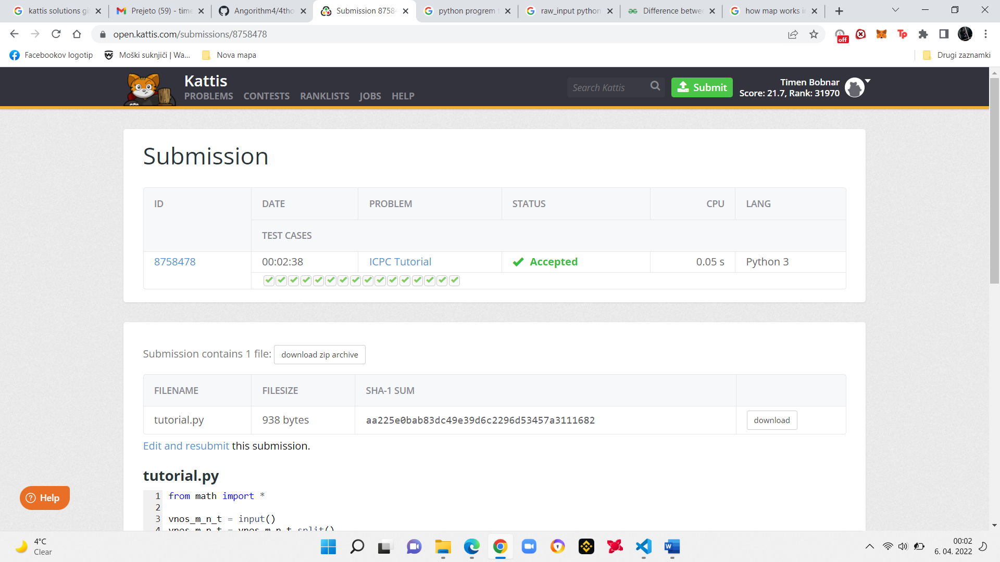 kattis solutions gi
Prejeto (59) - time
Angorithm4/4tho
Submission 8758
python progrem
raw_input python
Difference betwe
how map works i
open.kattis.com/submissions/8758478
off
Tp
Facebookov logotip
Moški suknjiči | Wa...
Nova mapa
Drugi zaznamki
Kattis
PROBLEMS CONTESTS RANKLISTS JOBS HELP
Search Kattis
Submit
Timen Bobnar
Score: 21.7, Rank: 31970
Submission
ID DATE PROBLEM STATUS CPU LANG
TEST CASES
8758478 00:02:38 ICPC Tutorial Accepted 0.05 s Python 3
Submission contains 1 file: download zip archive
FILENAME FILESIZE SHA-1 SUM
tutorial.py 938 bytes aa225e0bab83dc49e39d6c2296d53457a3111682 download
Edit and resubmit this submission.
tutorial.py
1 from math import *
2
3 vnos_m_n_t = input()
4 vnos_m_n_t = vnos_m_n_t.split()
Help
4°C
Clear
00:02
6. 04. 2022